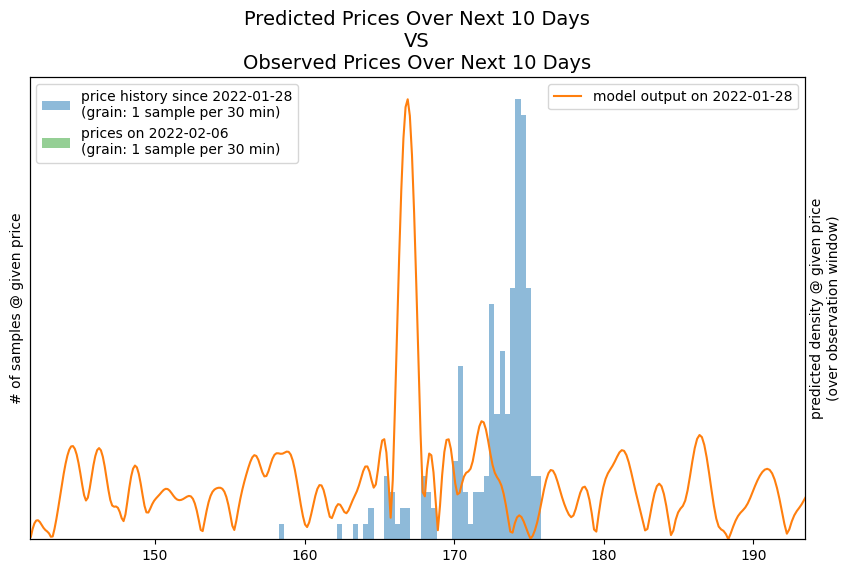 Predicted Prices Over Next 10 Days
VS
Observed Prices Over Next 10 Days
price history since 2022-01-28
(grain: 1 sample per 30 min)
prices on 2022-02-06
(grain: 1 sample per 30 min)
model output on 2022-01-28
# of samples @ given price
predicted density @ given price
(over observation window)
150
160
170
180
190